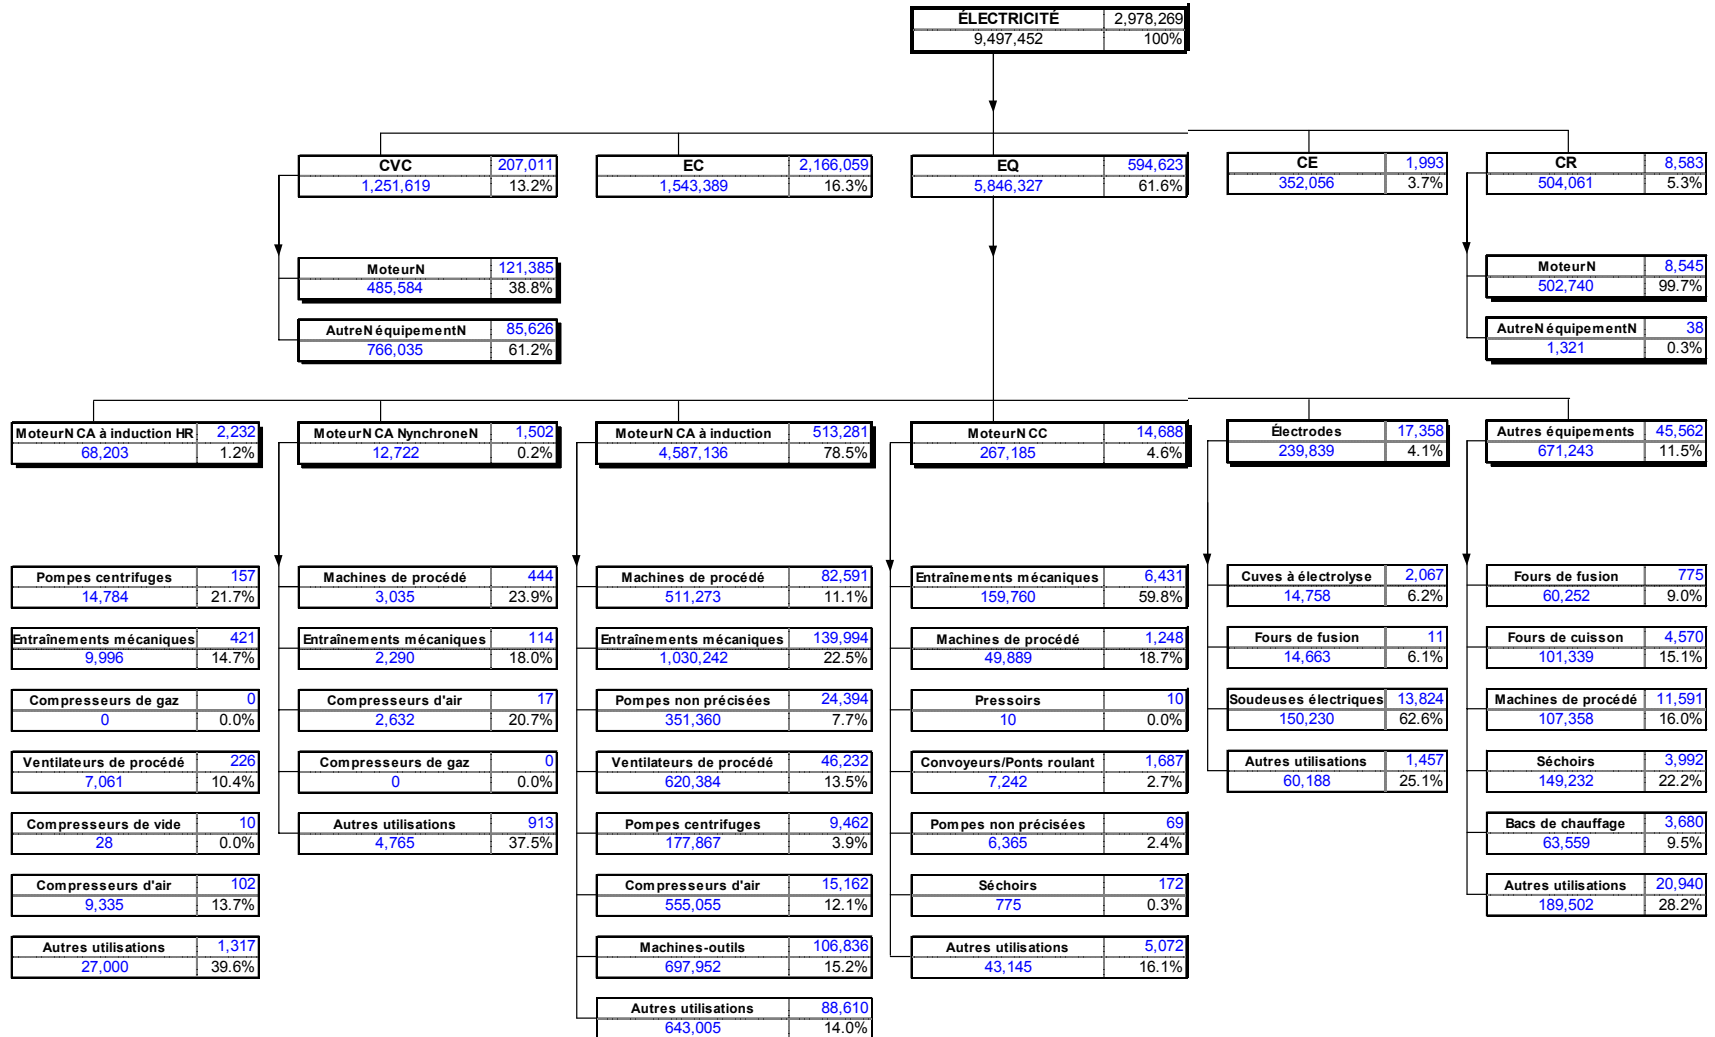 ÉLECTRICITÉ 2,978,269
9,497,452 100%
CVC 207,011
1,251,619 13.2%
EC 2,166,059
1,543,389 16.3%
EQ 594,623
5,846,327 61.6%
CE 1,993
352,056 3.7%
CR 8,583
504,061 5.3%
MoteurN 121,385
485,584 38.8%
AutreN équipementN 85,626
766,035 61.2%
MoteurN 8,545
502,740 99.7%
AutreN équipementN 38
1,321 0.3%
MoteurN CA à induction HR 2,232
68,203 1.2%
MoteurN CA NynchroneN 1,502
12,722 0.2%
MoteurN CA à induction 513,281
4,587,136 78.5%
MoteurN CC 14,688
267,185 4.6%
Électrodes 17,358
239,839 4.1%
Autres équipements 45,562
671,243 11.5%
Pompes centrifuges 157
14,784 21.7%
Entraînements mécaniques 421
9,996 14.7%
Compresseurs de gaz 0
0 0.0%
Ventilateurs de procédé 226
7,061 10.4%
Compresseurs de vide 10
28 0.0%
Compresseurs d'air 102
9,335 13.7%
Autres utilisations 1,317
27,000 39.6%
Machines de procédé 444
3,035 23.9%
Entraînements mécaniques 114
2,290 18.0%
Compresseurs d'air 17
2,632 20.7%
Compresseurs de gaz 0
0 0.0%
Autres utilisations 913
4,765 37.5%
Machines de procédé 82,591
511,273 11.1%
Entraînements mécaniques 139,994
1,030,242 22.5%
Pompes non précisées 24,394
351,360 7.7%
Ventilateurs de procédé 46,232
620,384 13.5%
Pompes centrifuges 9,462
177,867 3.9%
Compresseurs d'air 15,162
555,055 12.1%
Machines-outils 106,836
697,952 15.2%
Autres utilisations 88,610
643,005 14.0%
Entraînements mécaniques 6,431
159,760 59.8%
Machines de procédé 1,248
49,889 18.7%
Pressoirs 10
10 0.0%
Convoyeurs/Ponts roulant 1,687
7,242 2.7%
Pompes non précisées 69
6,365 2.4%
Séchoirs 172
775 0.3%
Autres utilisations 5,072
43,145 16.1%
Cuves à électrolyse 2,067
14,758 6.2%
Fours de fusion 11
14,663 6.1%
Soudeuses électriques 13,824
150,230 62.6%
Autres utilisations 1,457
60,188 25.1%
Fours de fusion 775
60,252 9.0%
Fours de cuisson 4,570
101,339 15.1%
Machines de procédé 11,591
107,358 16.0%
Séchoirs 3,992
149,232 22.2%
Bacs de chauffage 3,680
63,559 9.5%
Autres utilisations 20,940
189,502 28.2%